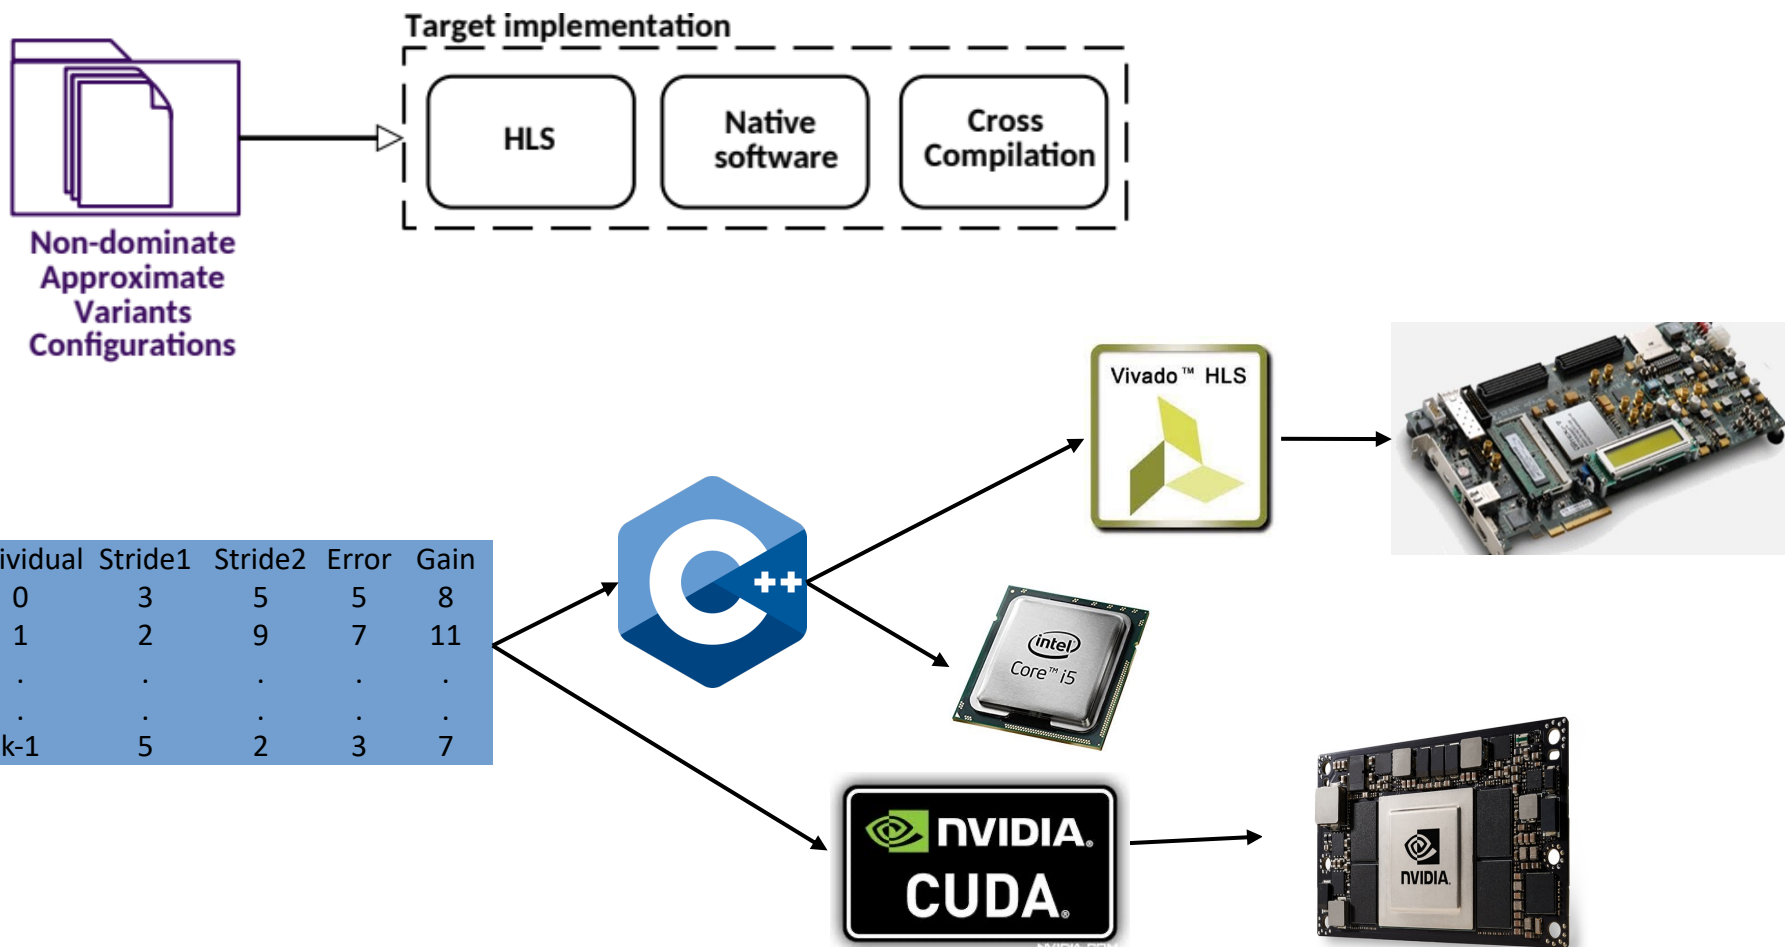 Target implementation
HLS
Native
software
Cross
Compilation
Non-dominate
Approximate
Variants
Configurations
Vivado™ HLS
ividual Stride1 Stride2 Error Gain
0 3 5 5 8
1 2 9 7 11
. . . . .
. . . . .
k-1 5 2 3 7
C++
intel
Core™ i5
NVIDIA®
CUDA®
NVIDIA